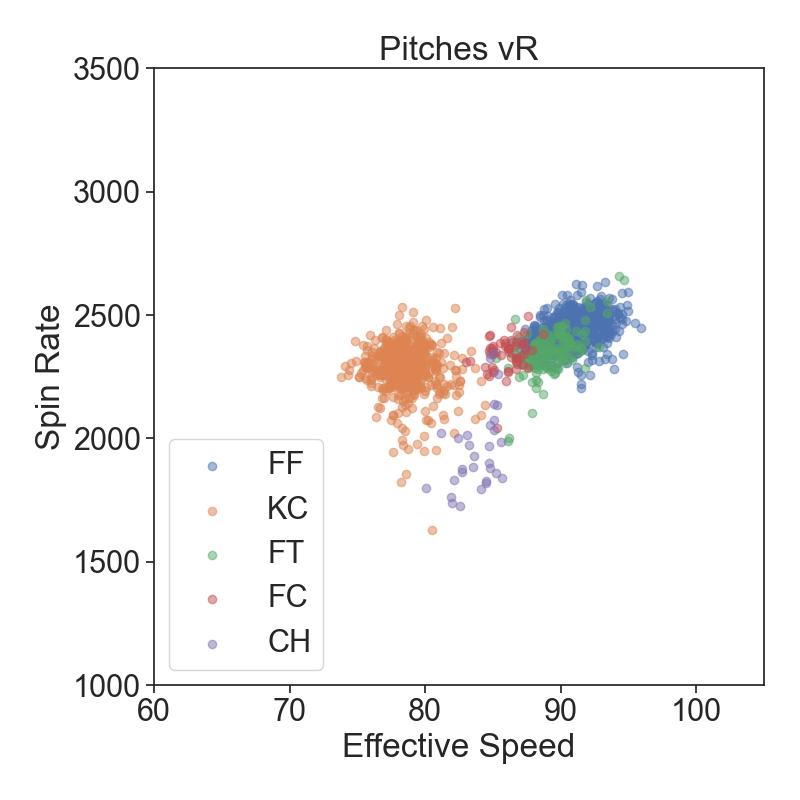 Pitches vR
3500
3000
2500
2000
1500
1000
Spin Rate
FF
KC
FT
FC
CH
60 70 80 90 100
Effective Speed